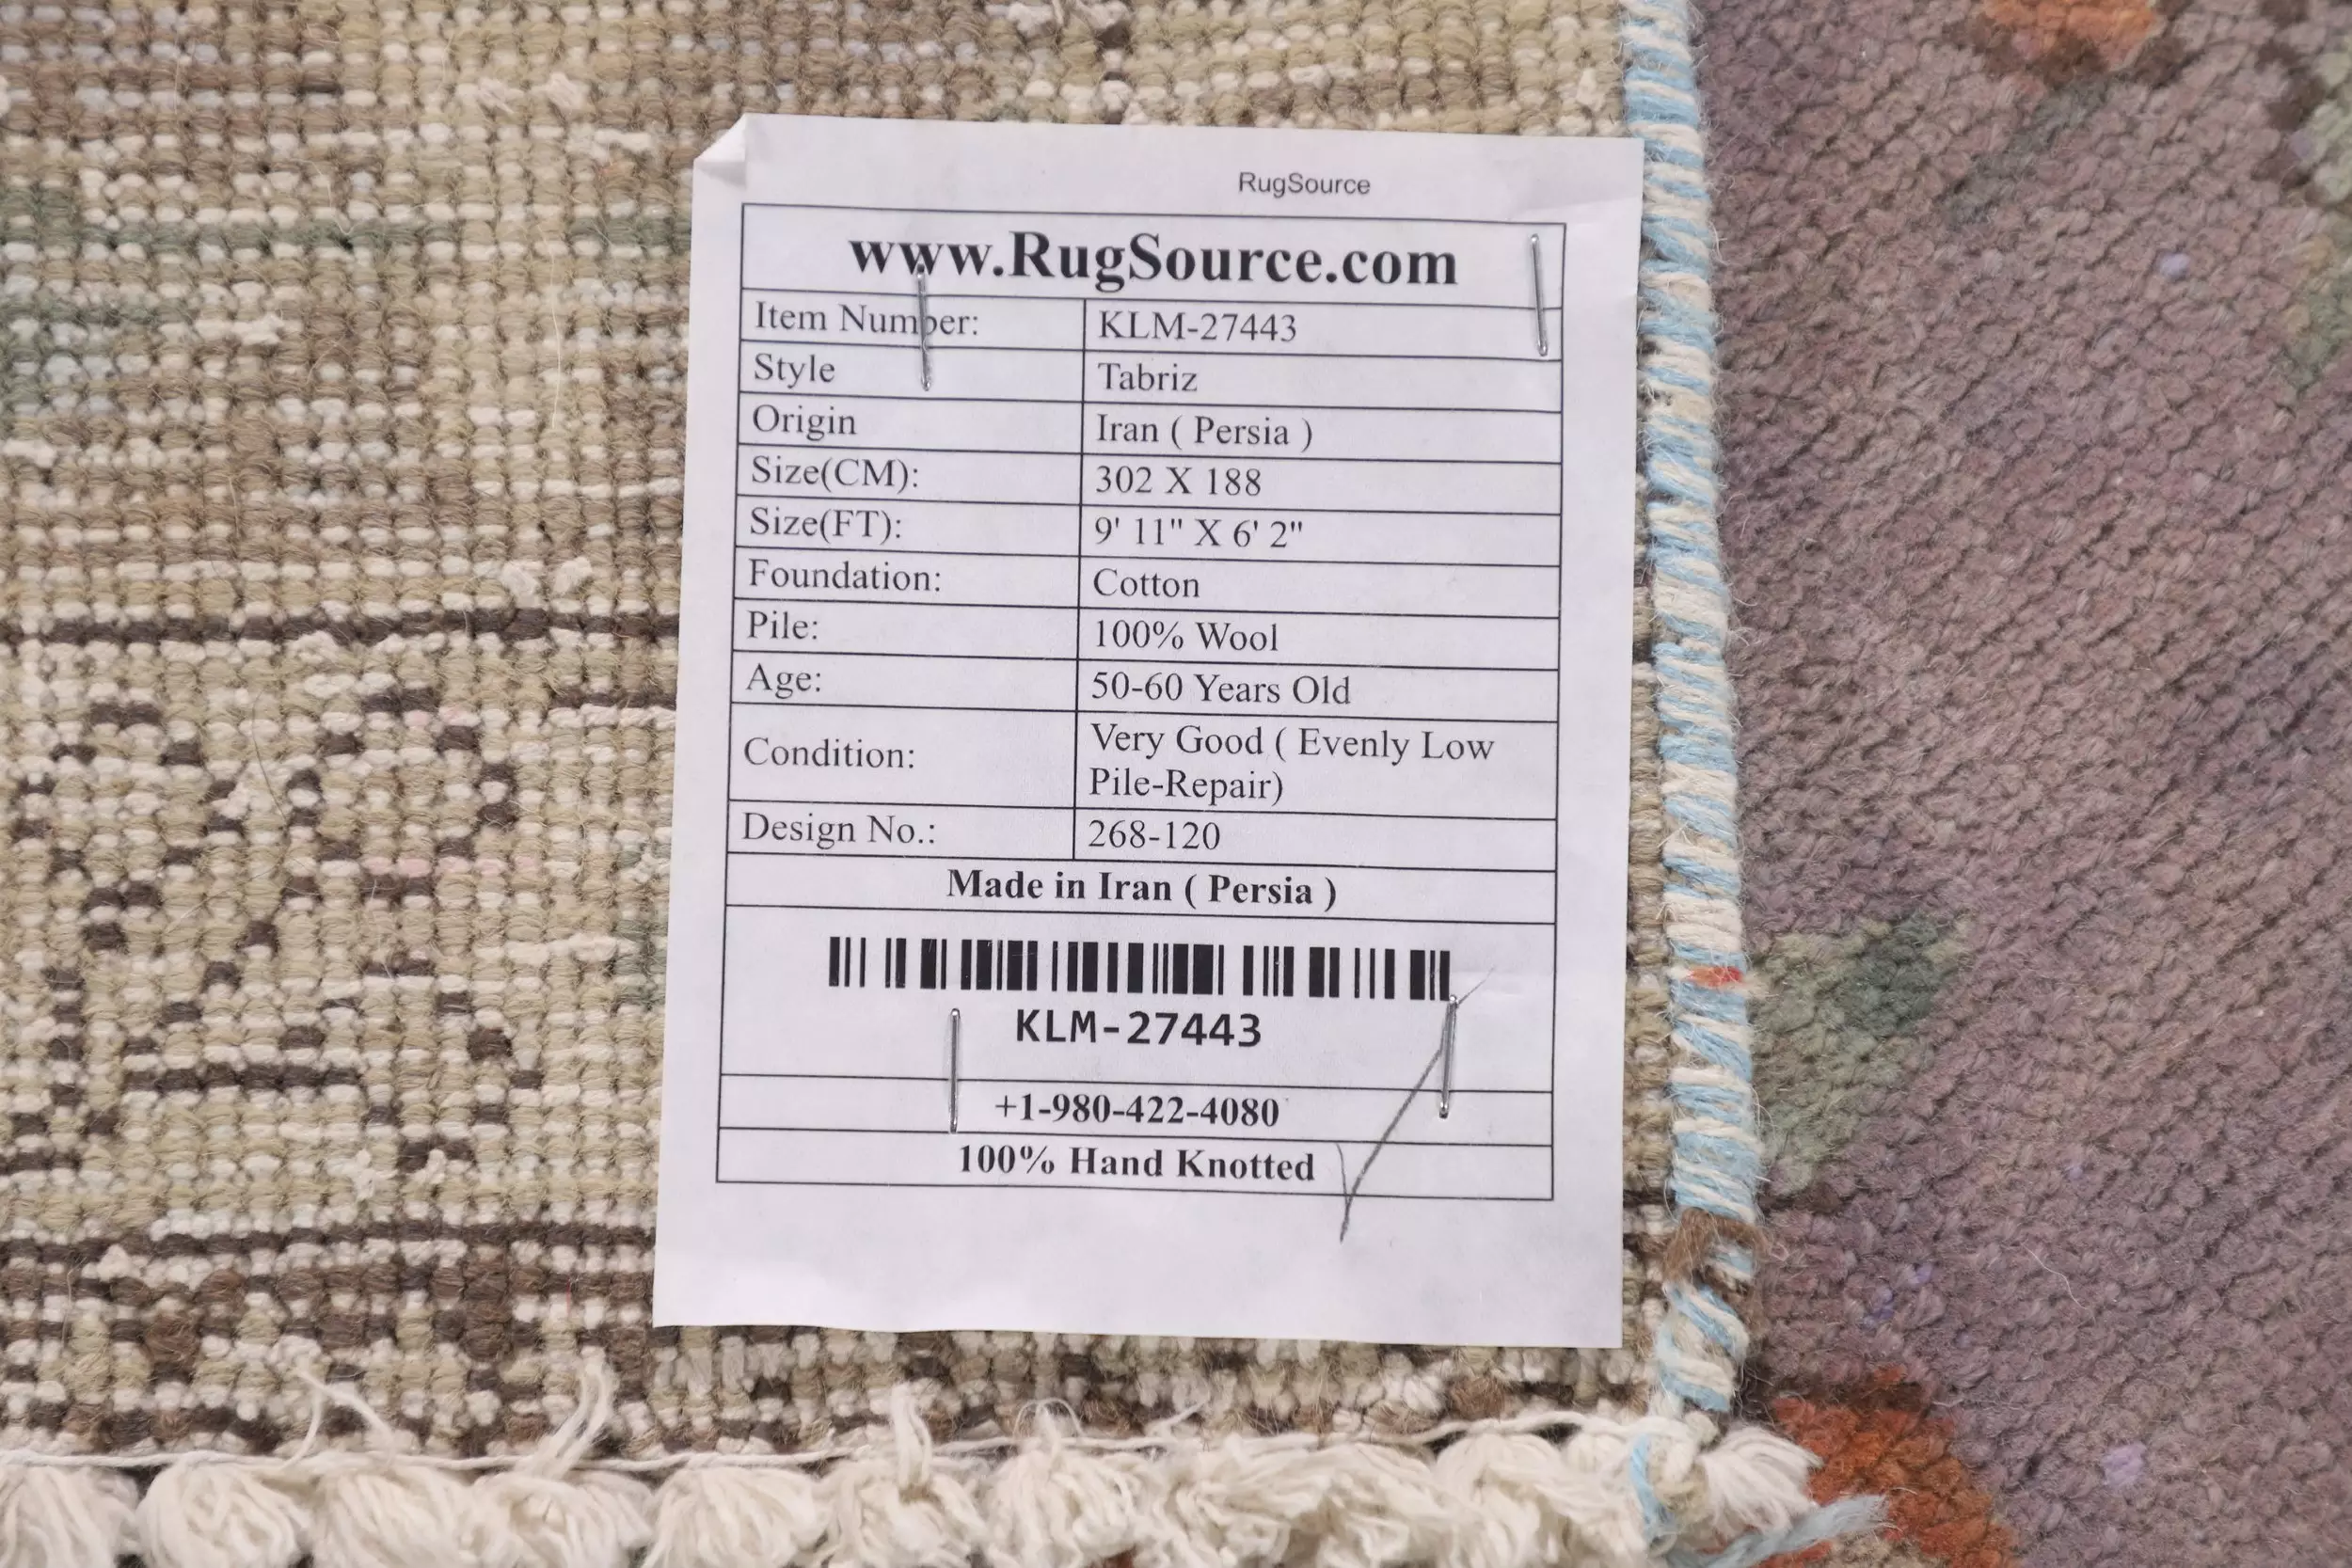 RugSource
www.RugSource.com
Item Number: KLM-27443
Style Tabriz
Origin Iran ( Persia )
Size(CM): 302 X 188
Size(FT): 9' 11" X 6' 2"
Foundation: Cotton
Pile: 100% Wool
Age: 50-60 Years Old
Condition: Very Good ( Evenly Low
Pile-Repair)
Design No.: 268-120
Made in Iran ( Persia )
KLM-27443
+1-980-422-4080
100% Hand Knotted